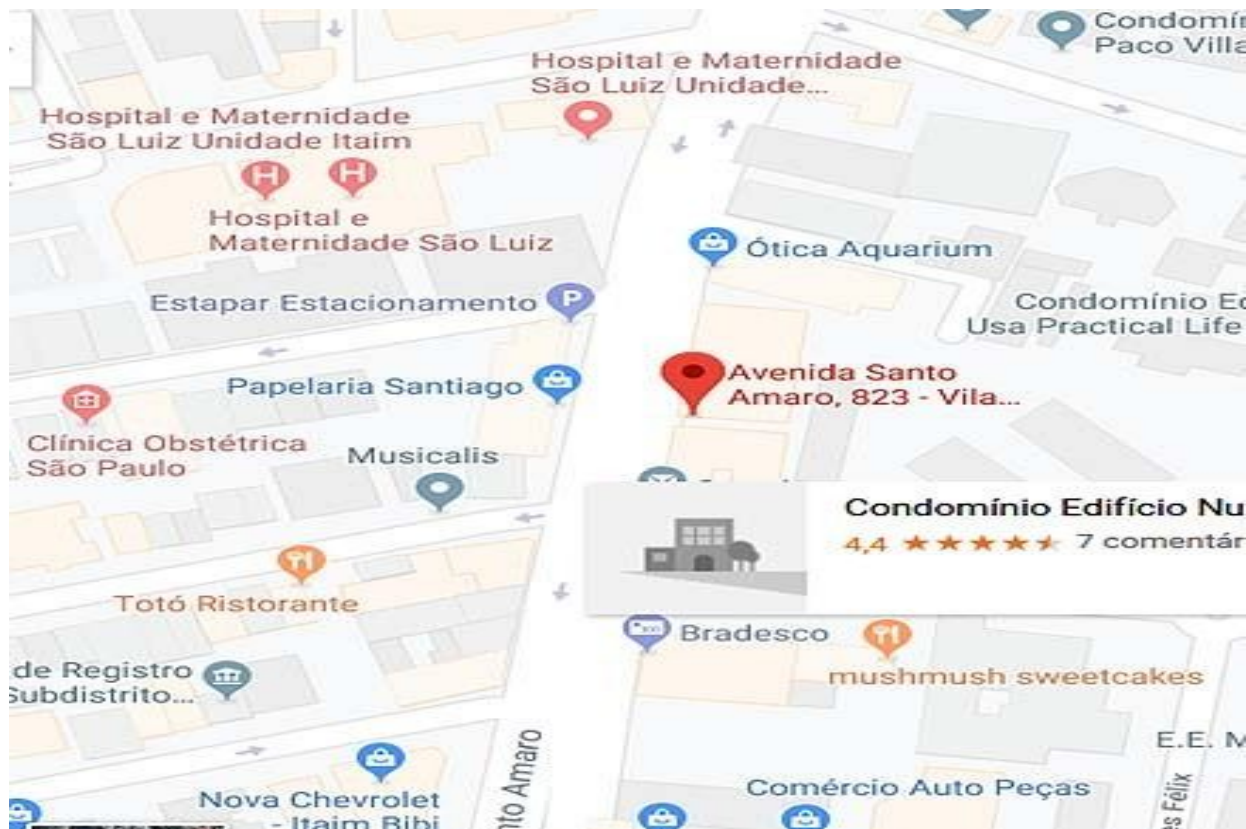 Condomín
Paco Villa
Hospital e Maternidade
São Luiz Unidade...
Hospital e Maternidade
São Luiz Unidade Itaim
H H
Hospital e
Maternidade São Luiz
Ótica Aquarium
Estapar Estacionamento P
Condomínio Ed
Usa Practical Life
Avenida Santo
Amaro, 823 - Vila...
Papelaria Santiago
Clínica Obstétrica
São Paulo
Musicalis
Condomínio Edifício Nu
4,4 7 comentár
Totó Ristorante
Bradesco
de Registro
Subdistrito...
mushmush sweetcakes
E.E. M
nto Amaro
Comércio Auto Peças
es Félix
Nova Chevrolet
- Itaim Bibi